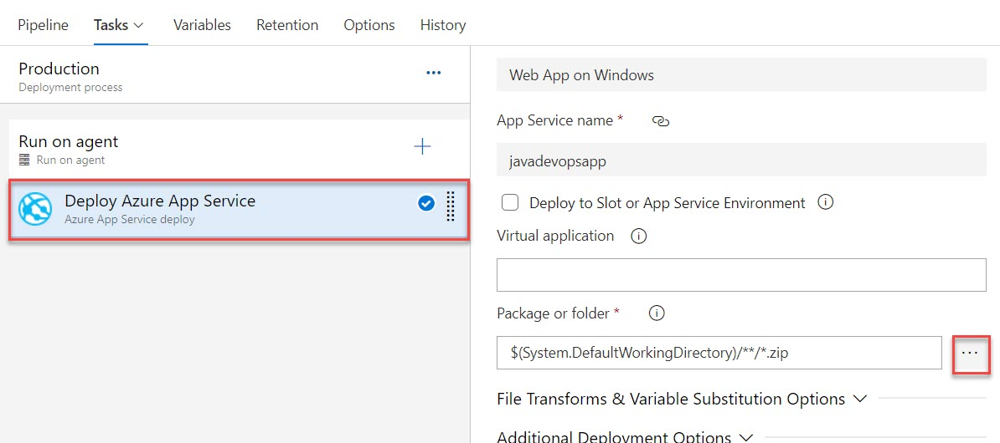 Pipeline Tasks Variables Retention Options History
Production
Deployment process
Run on agent
Run on agent
Deploy Azure App Service
Azure App Service deploy
Web App on Windows
App Service name *
javadevopsapp
Deploy to Slot or App Service Environment
Virtual application
Package or folder *
$(System.DefaultWorkingDirectory)/**/*.zip
File Transforms & Variable Substitution Options
Additional Deployment Options